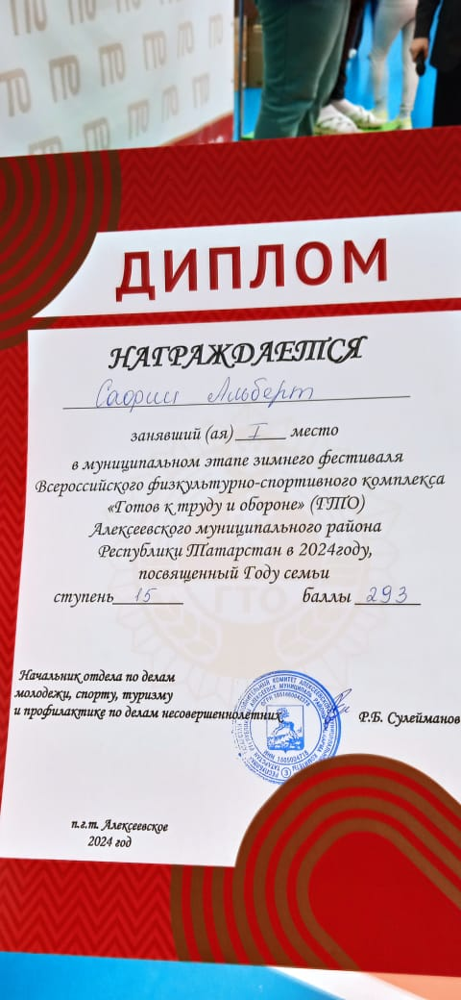 ГТО ГТО ГТО ГТО
ДИПЛОМ
НАГРАЖДАЕТСЯ
Альберт
занявший (ая) I место
в муниципальном этапе зимнего фестиваля
Всероссийского физкультурно-спортивного комплекса
«Готов к труду и обороне» (ГТО)
Алексеевского муниципального района
Республики Татарстан в 2024году,
посвященный Году семьи
ступень 15 баллы 293
ГТО
Начальник отдела по делам
молодежи, спорту, туризму
и профилактике по делам несовершеннолетних,
Р.Б. Сулейманов
п.г.т. Алексеевское
2024 год